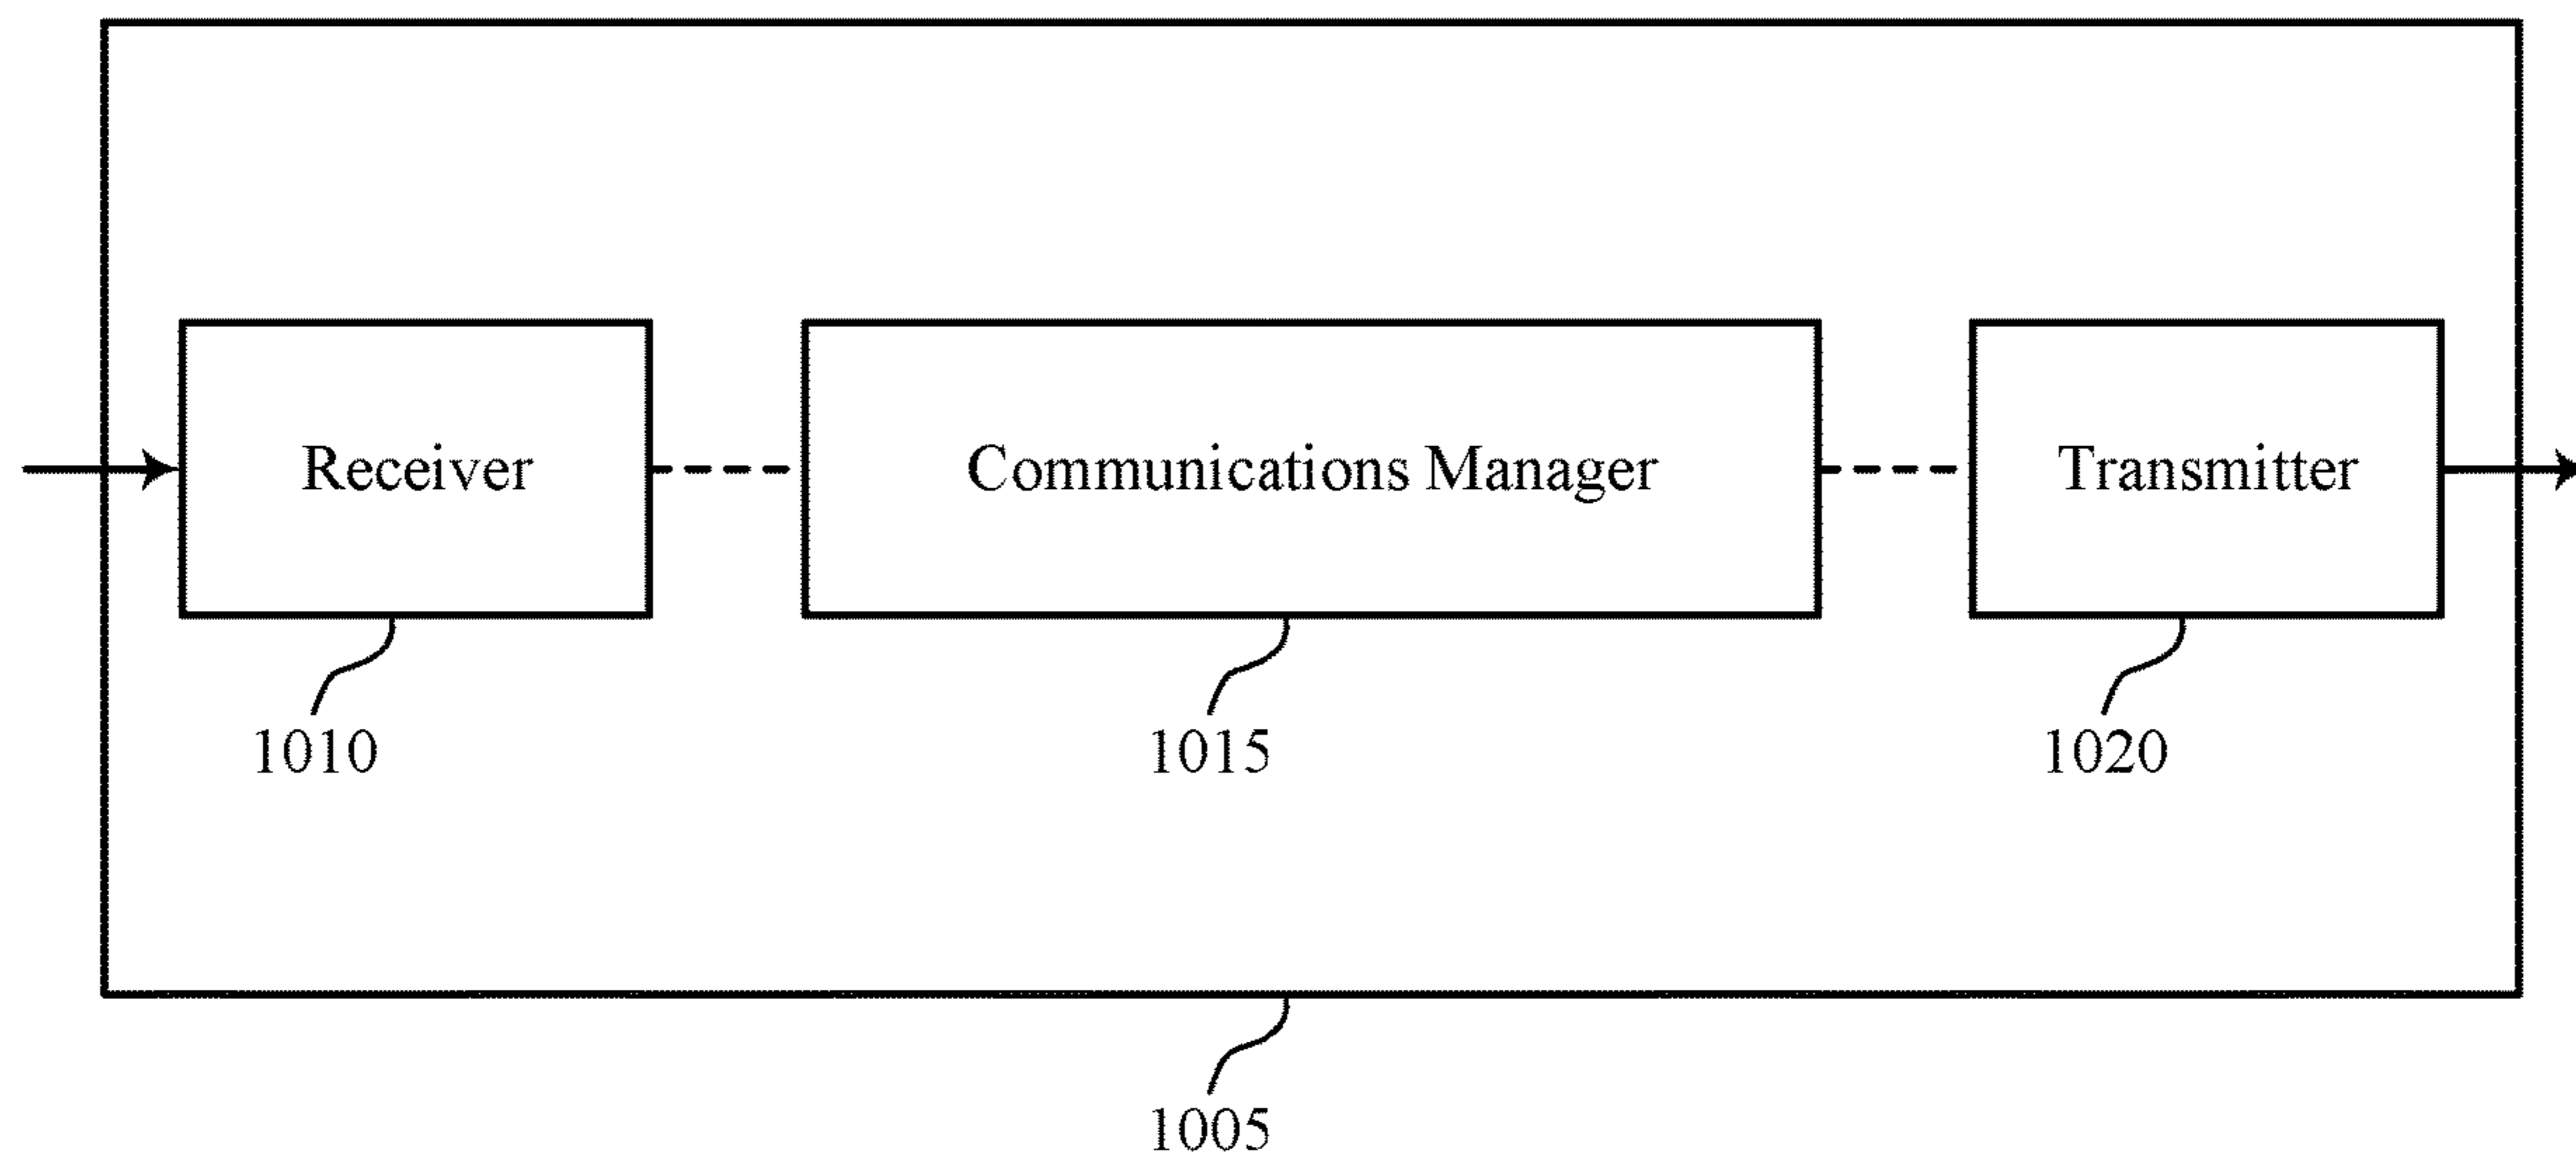 Receiver
Communications Manager
Transmitter
1010
1015
1020
1005